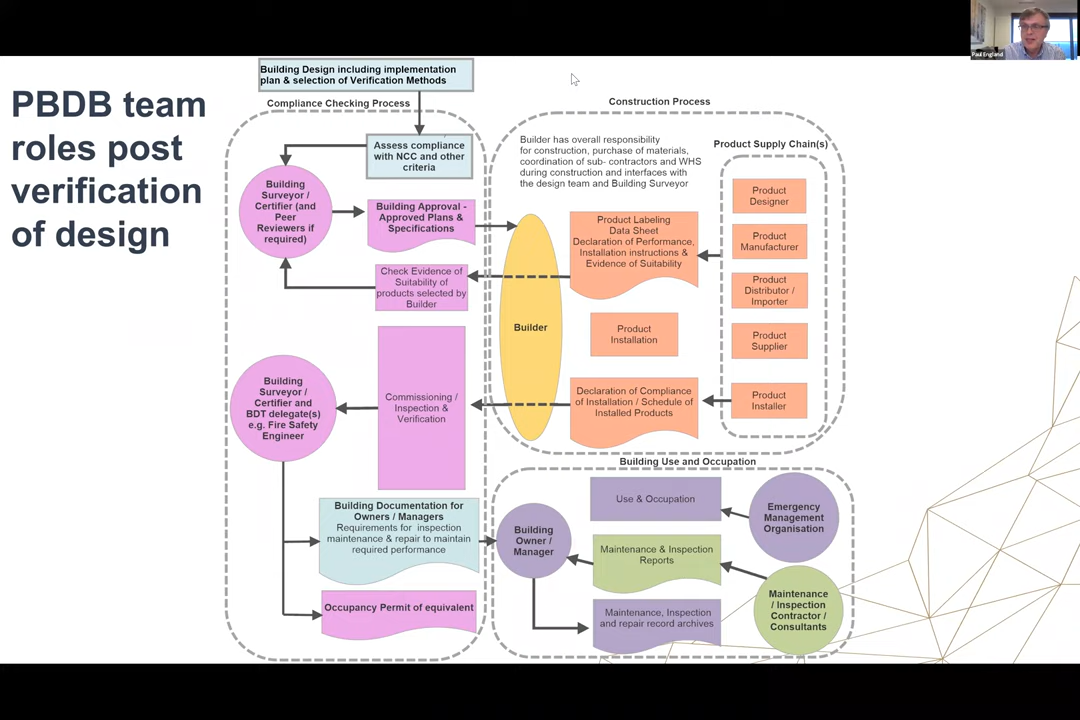 Paul England
PBDB team
roles post
verification
of design
Building Design including implementation
plan & selection of Verification Methods
Compliance Checking Process
Assess compliance
with NCC and other
criteria
Building
Surveyor /
Certifier (and
Peer
Reviewers if
required)
Building Approval -
Approved Plans &
Specifications
Check Evidence of
Suitability of
products selected by
Builder
Building
Surveyor /
Certifier and
BDT delegate(s)
e.g. Fire Safety
Engineer
Commissioning /
Inspection &
Verification
Building Documentation for
Owners / Managers
Requirements for inspection
maintenance & repair to maintain
required performance
Occupancy Permit of equivalent
Construction Process
Builder has overall responsibility
for construction, purchase of materials,
coordination of sub- contractors and WHS
during construction and interfaces with
the design team and Building Surveyor
Builder
Product Labeling
Data Sheet
Declaration of Performance,
Installation instructions &
Evidence of Suitability
Product
Installation
Declaration of Compliance
of Installation / Schedule of
Installed Products
Product Supply Chain(s)
Product
Designer
Product
Manufacturer
Product
Distributor /
Importer
Product
Supplier
Product
Installer
Building Use and Occupation
Building
Owner /
Manager
Use & Occupation
Maintenance & Inspection
Reports
Maintenance, Inspection
and repair record archives
Emergency
Management
Organisation
Maintenance
/ Inspection
Contractor /
Consultants